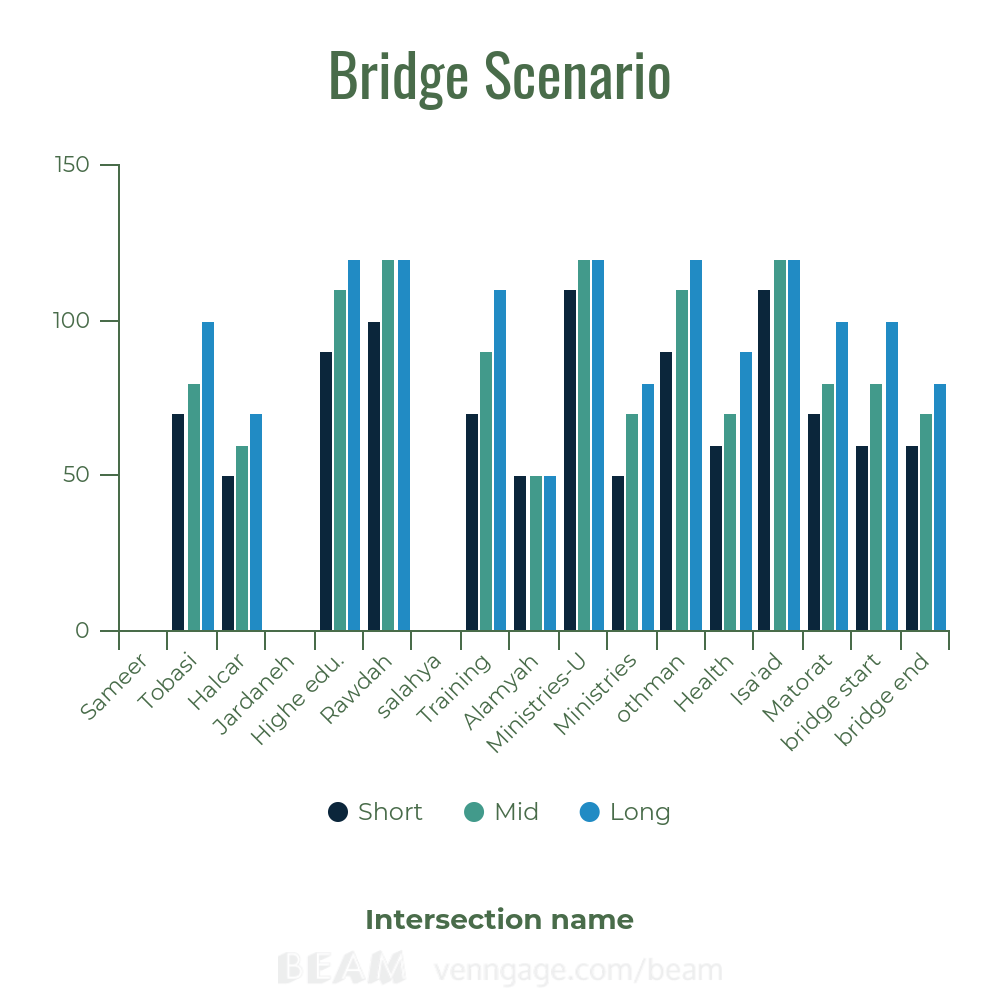 Bridge Scenario
150
100
50
0
Sameer
Tobasi
Halcar
Jardaneh
Highe edu.
Rawdah
salahya
Training
Alamyah
Ministries-U
Ministries
othman
Health
Isa'ad
Matorat
bridge start
bridge end
Short Mid Long
Intersection name
BEAM venngage.com/beam